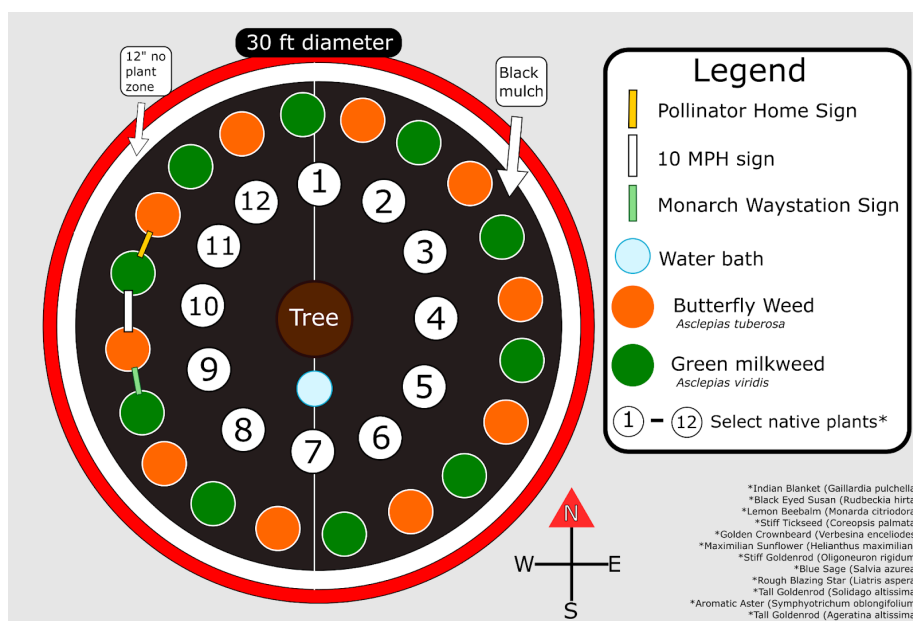 30 ft diameter
12" no
plant
zone
Black
mulch
1
2
3
4
5
6
7
8
9
10
11
12
Tree
Legend
Pollinator Home Sign
10 MPH sign
Monarch Waystation Sign
Water bath
Butterfly Weed
Asclepias tuberosa
Green milkweed
Asclepias viridis
1 - 12 Select native plants*
N
W E
S
*Indian Blanket (Gaillardia pulchella
*Black Eyed Susan (Rudbeckia hirta
*Lemon Beebalm (Monarda citriodora
*Stiff Tickseed (Coreopsis palmata
*Golden Crownbeard (Verbesina enceliodes
*Maximilian Sunflower (Helianthus maximilian
*Stiff Goldenrod (Oligoneuron rigidum
*Blue Sage (Salvia azurea
*Rough Blazing Star (Liatris aspera
*Tall Goldenrod (Solidago altissima
*Aromatic Aster (Symphyotrichum oblongifolium
*Tall Goldenrod (Ageratina altissima